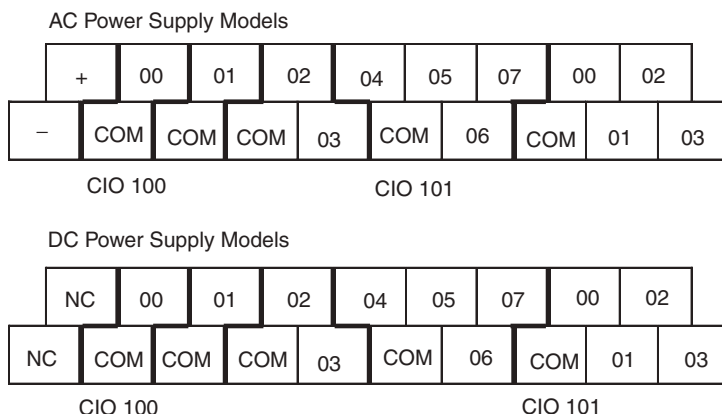 AC Power Supply Models
+ 00 01 02 04 05 07 00 02
– COM COM COM 03 COM 06 COM 01 03
CIO 100 CIO 101
DC Power Supply Models
NC 00 01 02 04 05 07 00 02
NC COM COM COM 03 COM 06 COM 01 03
CIO 100 CIO 101